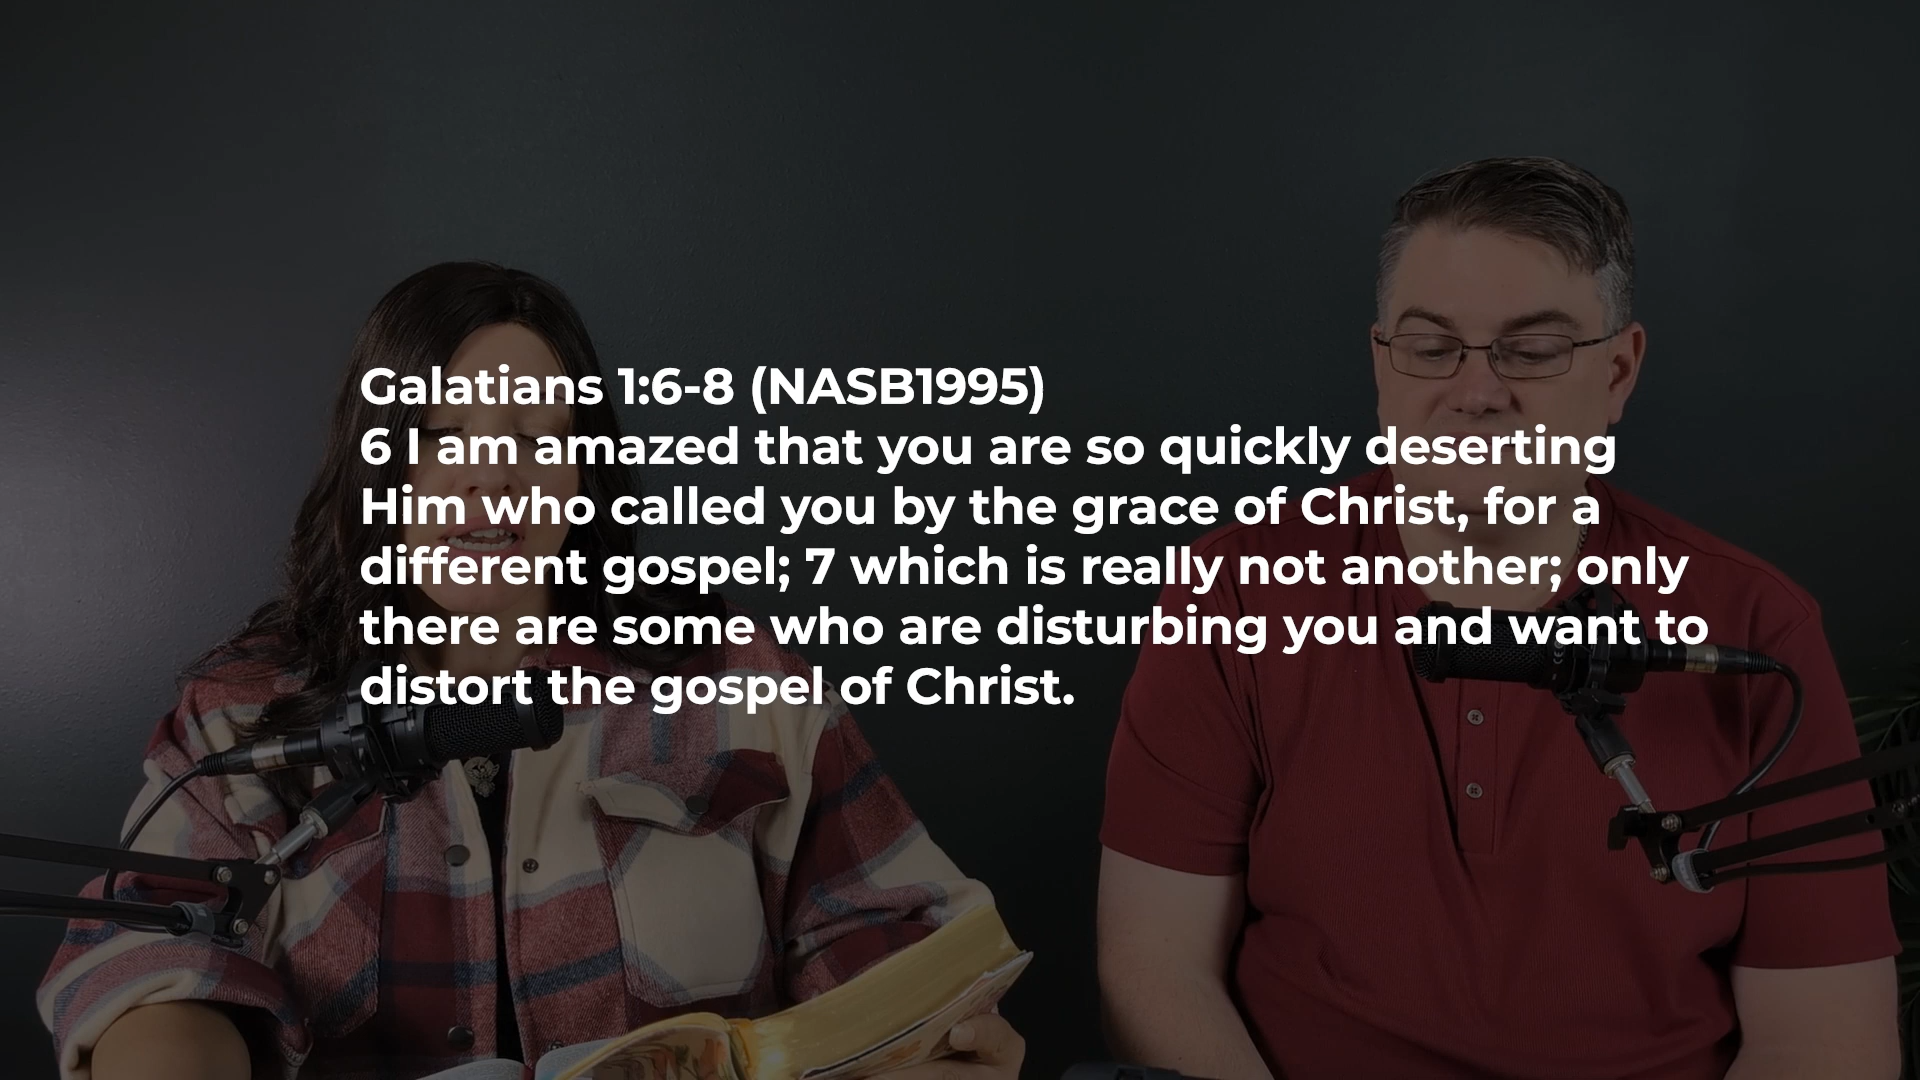 Galatians 1:6-8 (NASB1995)
6 I am amazed that you are so quickly deserting
Him who called you by the grace of Christ, for a
different gospel; 7 which is really not another; only
there are some who are disturbing you and want to
distort the gospel of Christ.